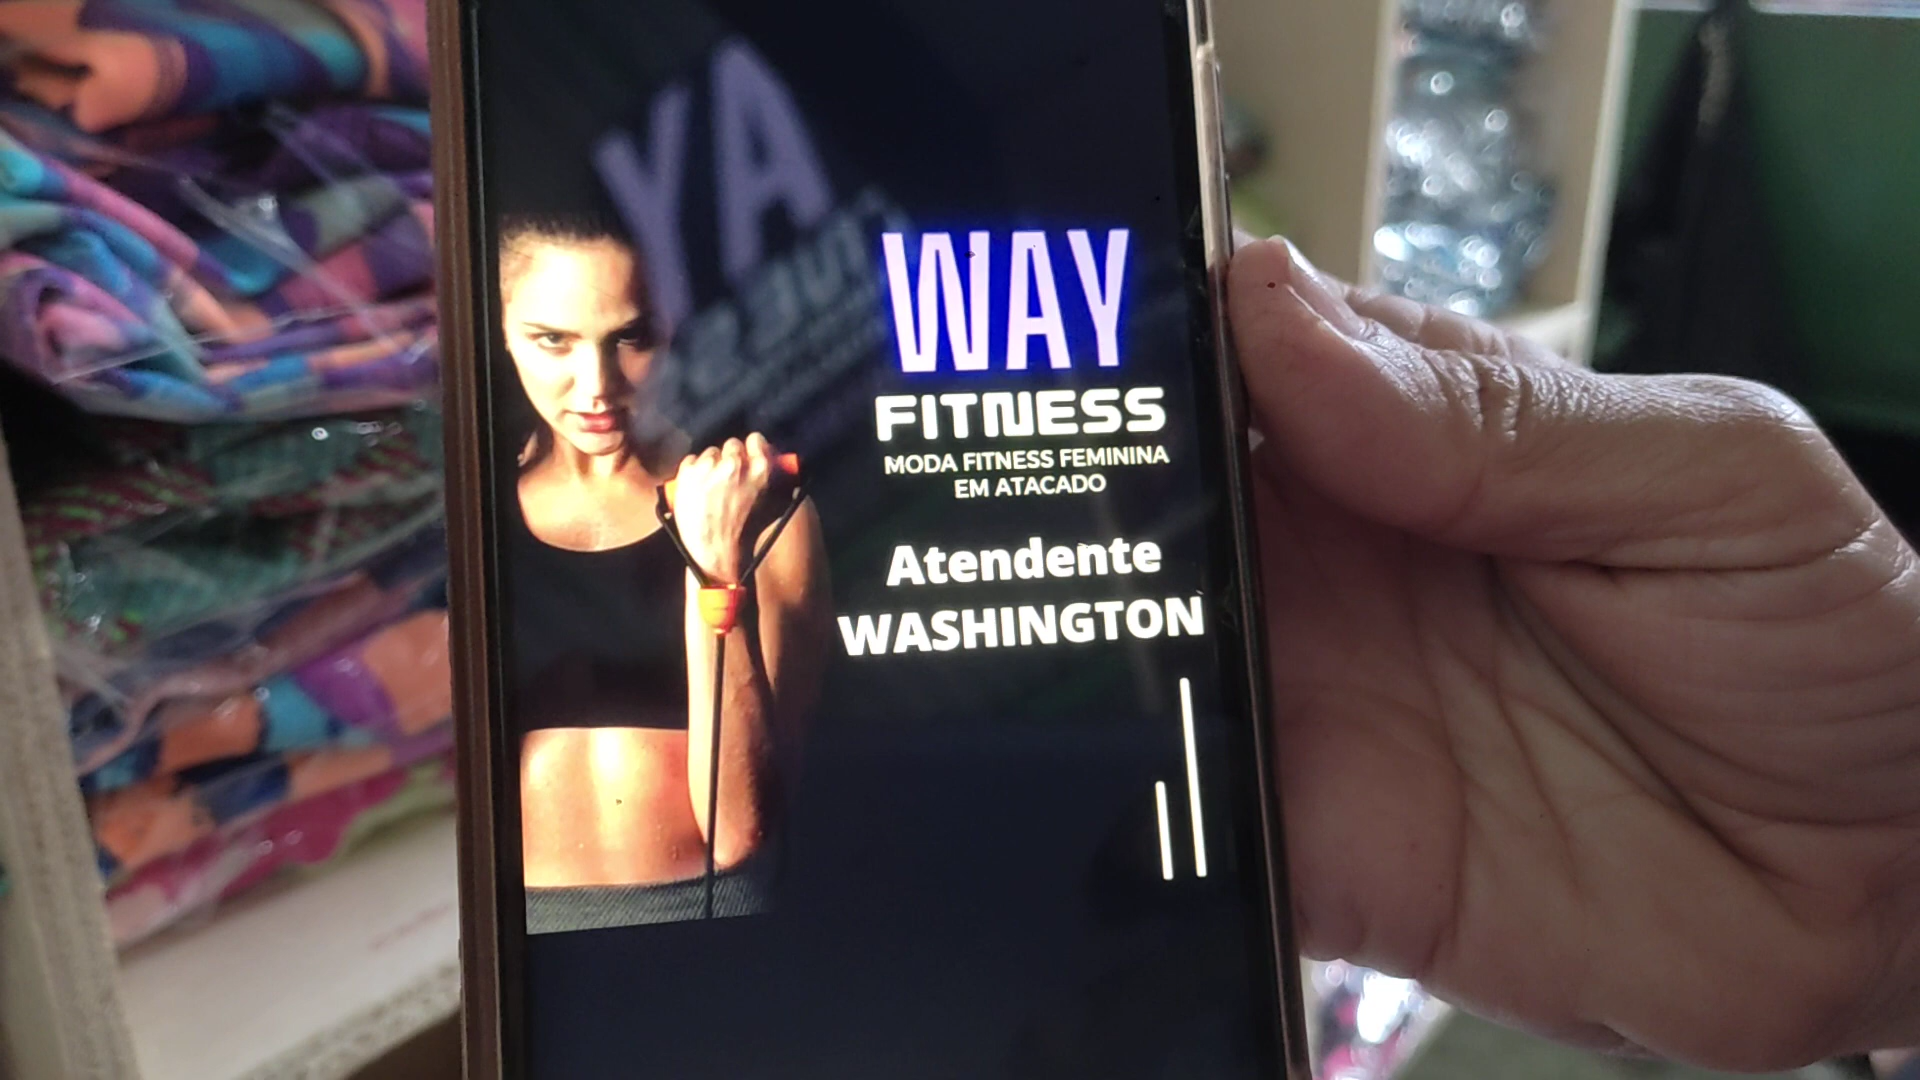 WAY
FITNESS
MODA FITNESS FEMININA
EM ATACADO
Atendente
WASHINGTON